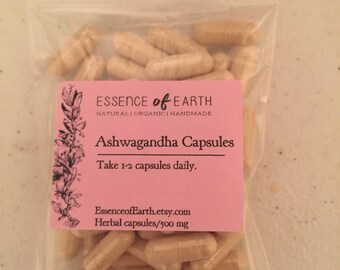 ESSENCE of EARTH
NATURAL | ORGANIC | HANDMADE
Ashwagandha Capsules
Take 1-2 capsules daily.
EssenceofEarth.etsy.com
Herbal capsules/500 mg